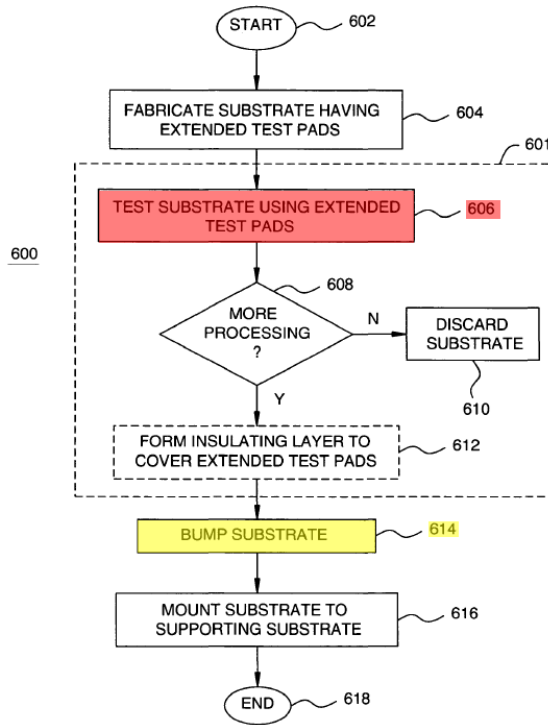 START
602
FABRICATE SUBSTRATE HAVING
EXTENDED TEST PADS
604
601
TEST SUBSTRATE USING EXTENDED
TEST PADS
606
600
608
MORE
PROCESSING
?
N
DISCARD
SUBSTRATE
610
Y
FORM INSULATING LAYER TO
COVER EXTENDED TEST PADS
612
BUMP SUBSTRATE
614
MOUNT SUBSTRATE TO
SUPPORTING SUBSTRATE
616
END
618